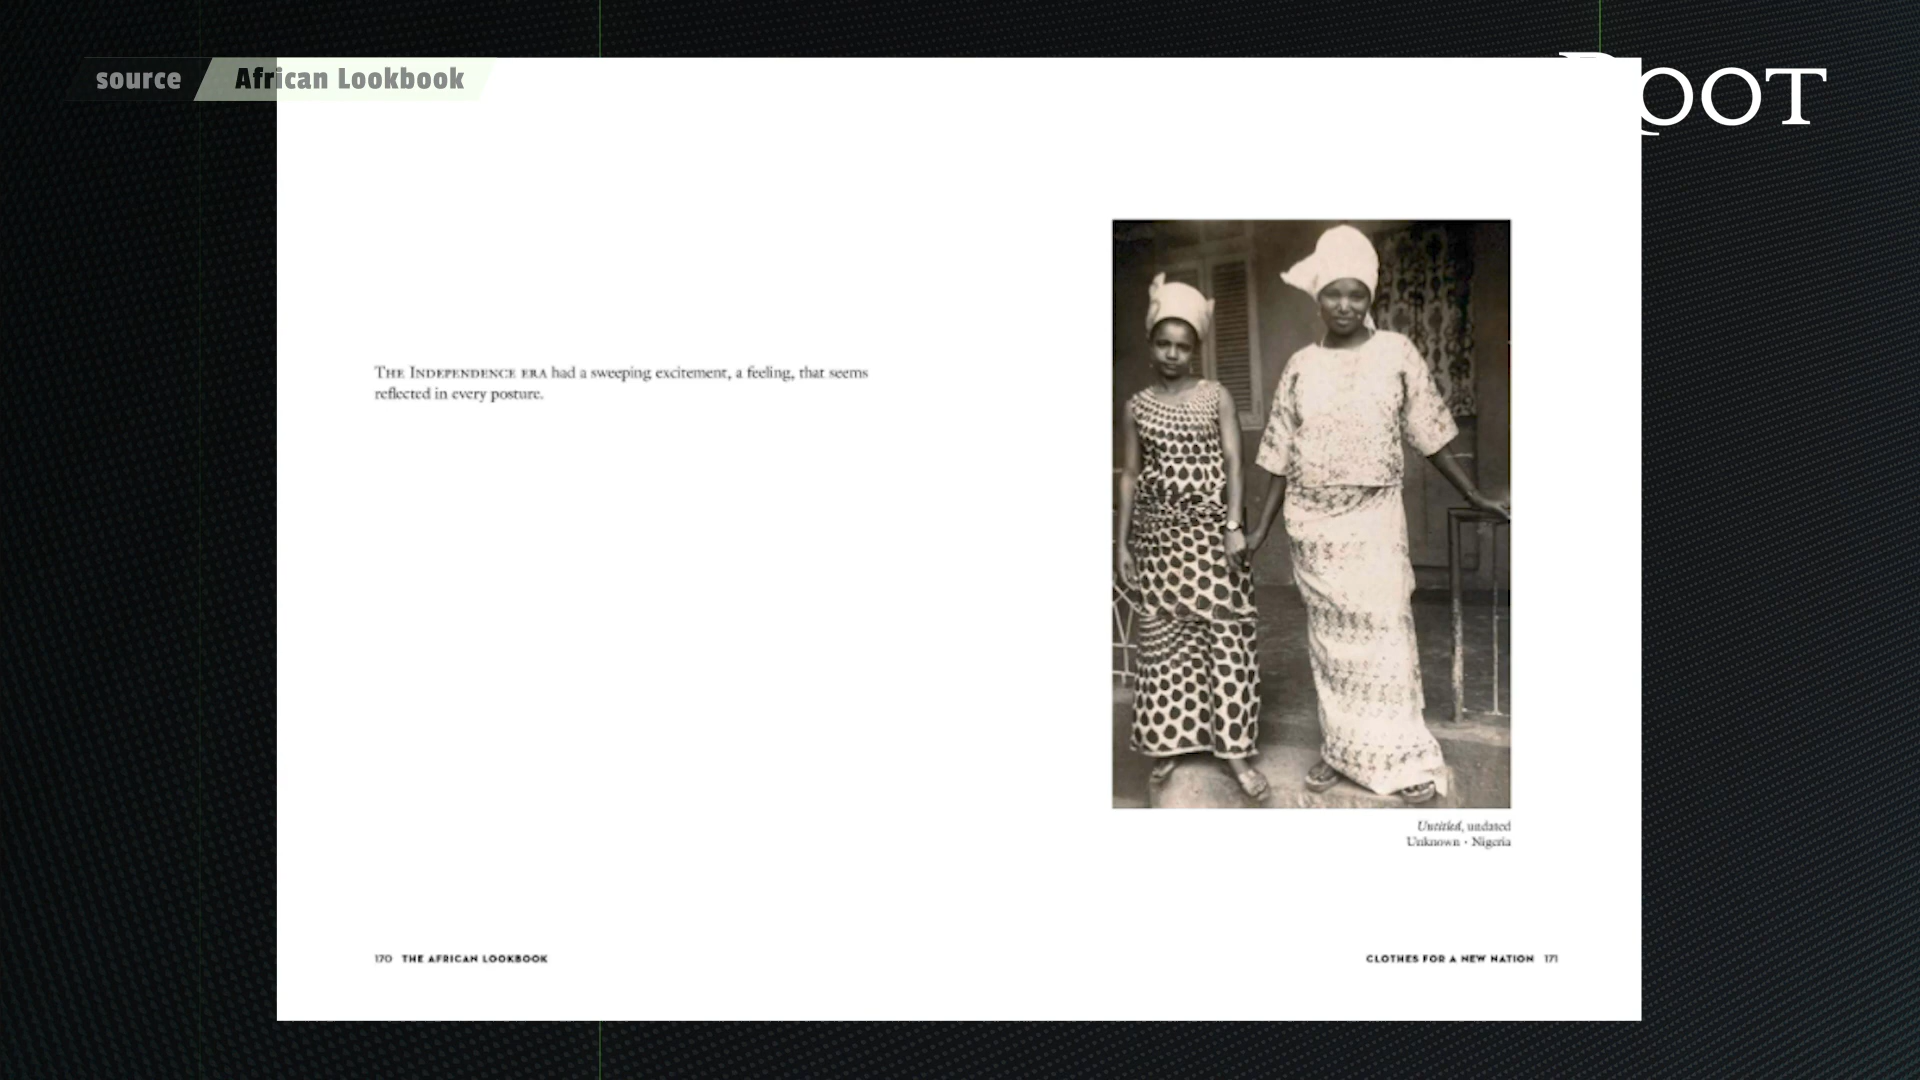 source African Lookbook
ROOT
THE INDEPENDENCE ERA had a sweeping excitement, a feeling, that seems
reflected in every posture.
Untitled, undated
Unknown · Nigeria
170 THE AFRICAN LOOKBOOK
CLOTHES FOR A NEW NATION 171